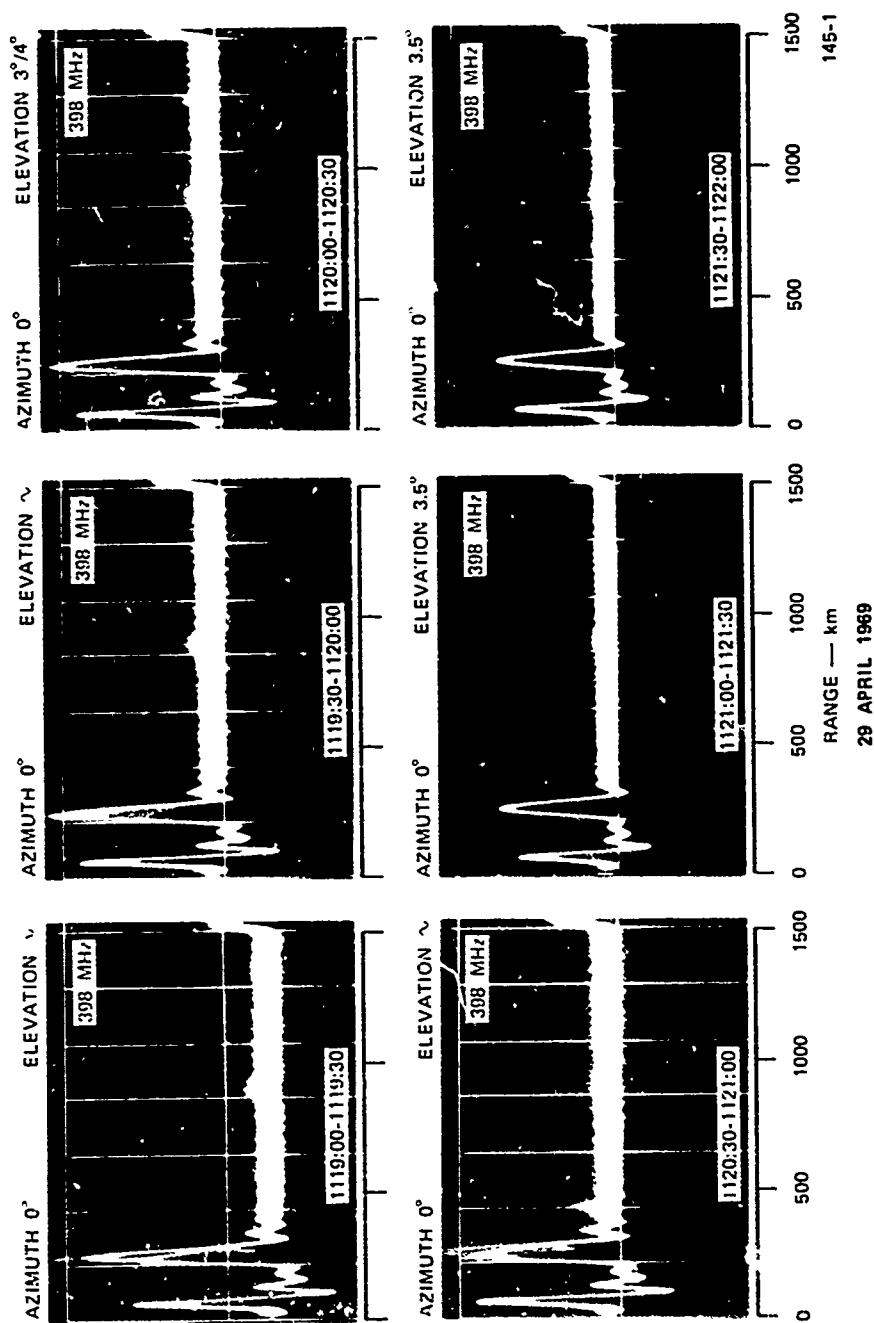 AZIMUTH 0° ELEVATION
398 MHz
1119:00-1119:30
AZIMUTH 0° ELEVATION
398 MHz
1119:30-1120:00
AZIMUTH 0° ELEVATION 3°/4°
398 MHz
1120:00-1120:30
AZIMUTH 0° ELEVATION
398 MHz
1120:30-1121:00
0 500 1000 1500
AZIMUTH 0° ELEVATION 3.5°
398 MHz
1121:00-1121:30
0 500 1000 1500
AZIMUTH 0° ELEVATION 3.5°
398 MHz
1121:30-1122:00
0 500 1000 1500
RANGE — km
29 APRIL 1969
145-1